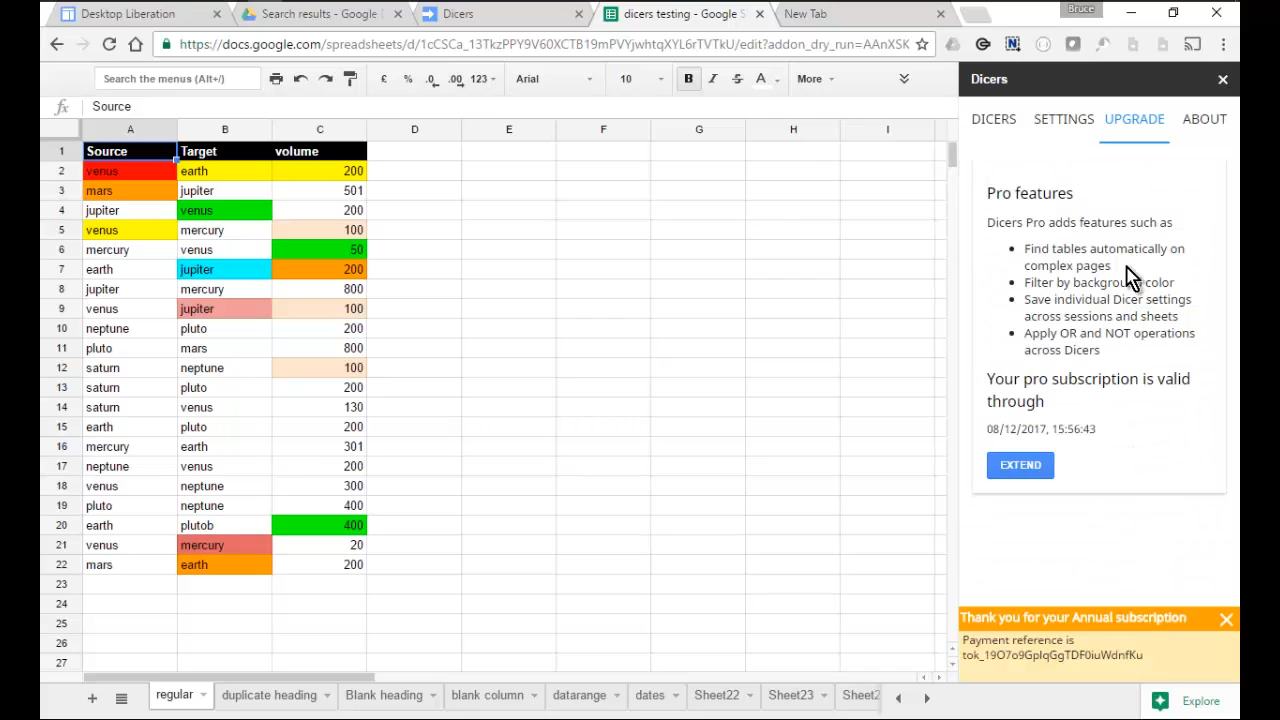 Bruce
Desktop Liberation
Search results - Google
Dicers
dicers testing - Google S
New Tab
https://docs.google.com/spreadsheets/d/1cCSCa_13TkzPPY9V60XCTB19mPVYjwhtqXYL6rTVTkU/edit?addon_dry_run=AAnXSK
Search the menus (Alt+/)
£ % .0 .00 123 Arial 10 B I S A More
fx Source
A B C D E F G H I
1 Source Target volume
2 venus earth 200
3 mars jupiter 501
4 jupiter venus 200
5 venus mercury 100
6 mercury venus 50
7 earth jupiter 200
8 jupiter mercury 800
9 venus jupiter 100
10 neptune pluto 200
11 pluto mars 800
12 saturn neptune 100
13 saturn pluto 200
14 saturn venus 130
15 earth pluto 200
16 mercury earth 301
17 neptune venus 200
18 venus neptune 300
19 pluto neptune 400
20 earth plutob 400
21 venus mercury 20
22 mars earth 200
23
24
25
26
27
regular duplicate heading Blank heading blank column datarange dates Sheet22 Sheet23 Sheet2
Dicers
DICERS SETTINGS UPGRADE ABOUT
Pro features
Dicers Pro adds features such as
Find tables automatically on
complex pages
Filter by background color
Save individual Dicer settings
across sessions and sheets
Apply OR and NOT operations
across Dicers
Your pro subscription is valid
through
08/12/2017, 15:56:43
EXTEND
Thank you for your Annual subscription
Payment reference is
tok_19O7o9GpIqGgTDF0iuWdnfKu
Explore